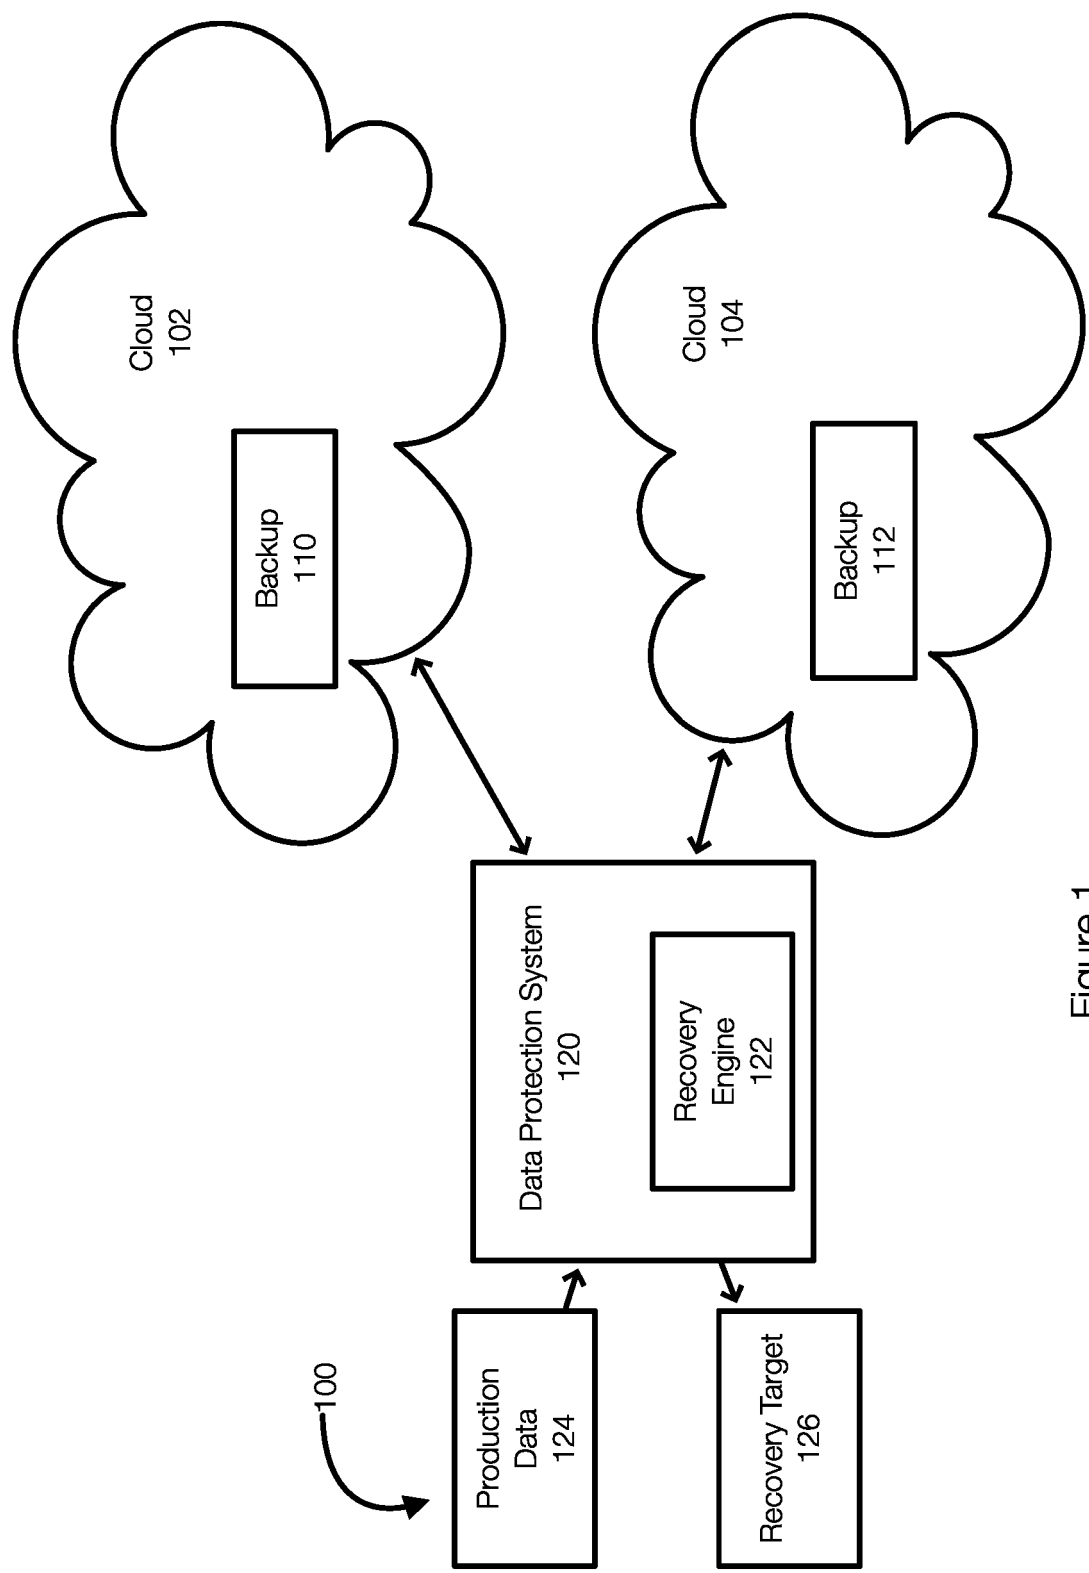 100
Production
Data
124
Recovery Target
126
Data Protection System
120
Recovery
Engine
122
Cloud
102
Backup
110
Cloud
104
Backup
112
Figure 1